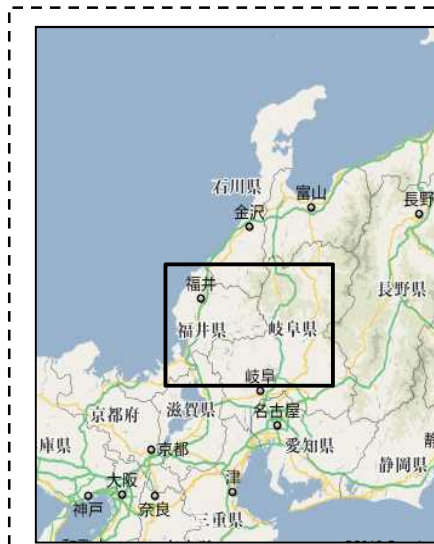 石川県
富山
長野
金沢
福井
長野県
福井県
岐阜県
岐阜
滋賀県
京都府
名古屋
庫県
京都
愛知県
静岡県
大阪
津
神戸
奈良
三重県